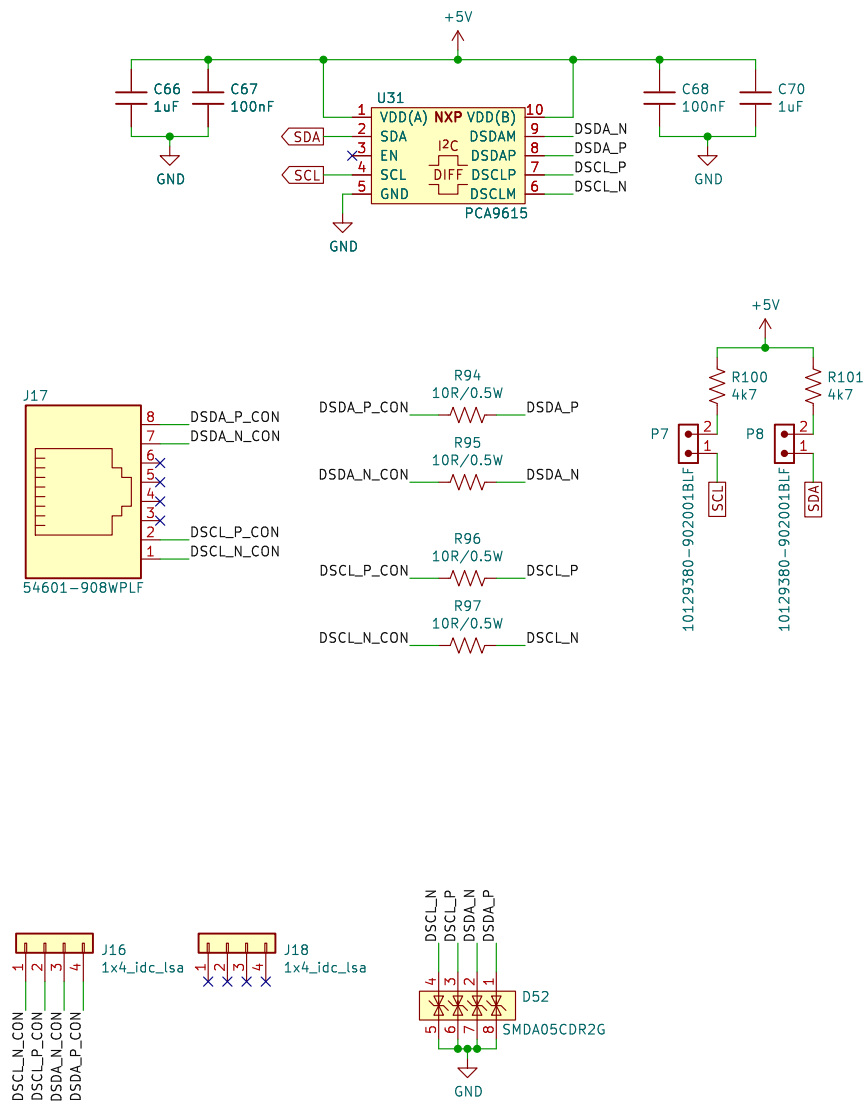 +5V
C66
1uF
C67
100nF
C68
100nF
C70
1uF
GND
GND
U31
1
VDD(A)
NXP
VDD(B)
10
SDA
2
SDA
DSDAM
9
DSDA_N
3
EN
I²C
DSDAP
8
DSDA_P
SCL
4
SCL
DIFF
DSCLP
7
DSCL_P
5
GND
DSCLM
6
DSCL_N
PCA9615
GND
+5V
R100
4k7
R101
4k7
P7
2
1
SCL
10129380-902001BLF
P8
2
1
SDA
10129380-902001BLF
J17
8
DSDA_P_CON
7
DSDA_N_CON
6
5
4
3
2
DSCL_P_CON
1
DSCL_N_CON
54601-908WPLF
R94
10R/0.5W
DSDA_P_CON
DSDA_P
R95
10R/0.5W
DSDA_N_CON
DSDA_N
R96
10R/0.5W
DSCL_P_CON
DSCL_P
R97
10R/0.5W
DSCL_N_CON
DSCL_N
J16
1x4_idc_lsa
1
2
3
4
DSCL_N_CON
DSCL_P_CON
DSDA_N_CON
DSDA_P_CON
J18
1x4_idc_lsa
1
2
3
4
DSCL_N
DSCL_P
DSDA_N
DSDA_P
4
3
2
1
D52
5
6
7
8
SMDA05CDR2G
GND